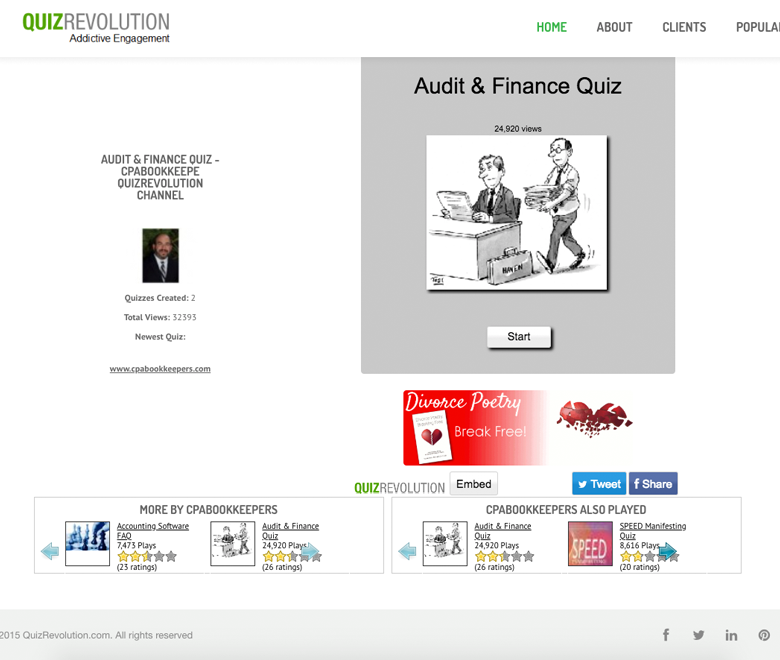 QUIZREVOLUTION
Addictive Engagement
HOME ABOUT CLIENTS POPULA
AUDIT & FINANCE QUIZ -
CPABOOKKEEPE
QUIZREVOLUTION
CHANNEL
Quizzes Created: 2
Total Views: 32393
Newest Quiz:
www.cpabookkeepers.com
Audit & Finance Quiz
24,920 views
HAVEN
Start
Divorce Poetry
Break Free!
QUIZREVOLUTION
Embed
Tweet
f Share
MORE BY CPABOOKKEEPERS
Accounting Software
FAQ
7,473 Plays
(23 ratings)
Audit & Finance
Quiz
24,920 Plays
(26 ratings)
CPABOOKKEEPERS ALSO PLAYED
Audit & Finance
Quiz
24,920 Plays
(26 ratings)
SPEED
SPEED Manifesting
Quiz
8,616 Plays
(20 ratings)
2015 QuizRevolution.com. All rights reserved